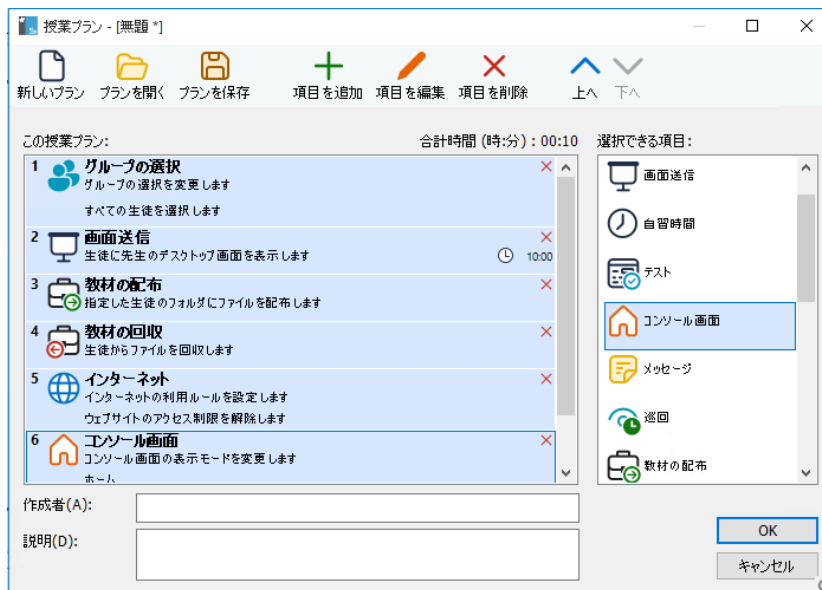 授業プラン - [無題 *]
新しいプラン プランを開く プランを保存 項目を追加 項目を編集 項目を削除 上へ 下へ
この授業プラン: 合計時間 (時:分) : 00:10 選択できる項目:
1 グループの選択
グループの選択を変更します
すべての生徒を選択します
2 画面送信
生徒に先生のデスクトップ画面を表示します 10:00
3 教材の配布
指定した生徒のフォルダにファイルを配布します
4 教材の回収
生徒からファイルを回収します
5 インターネット
インターネットの利用ルールを設定します
ウェブサイトのアクセス制限を解除します
6 コンソール画面
コンソール画面の表示モードを変更します
ホーム
画面送信
自習時間
テスト
コンソール画面
メッセージ
巡回
教材の配布
作成者(A):
説明(D):
OK
キャンセル